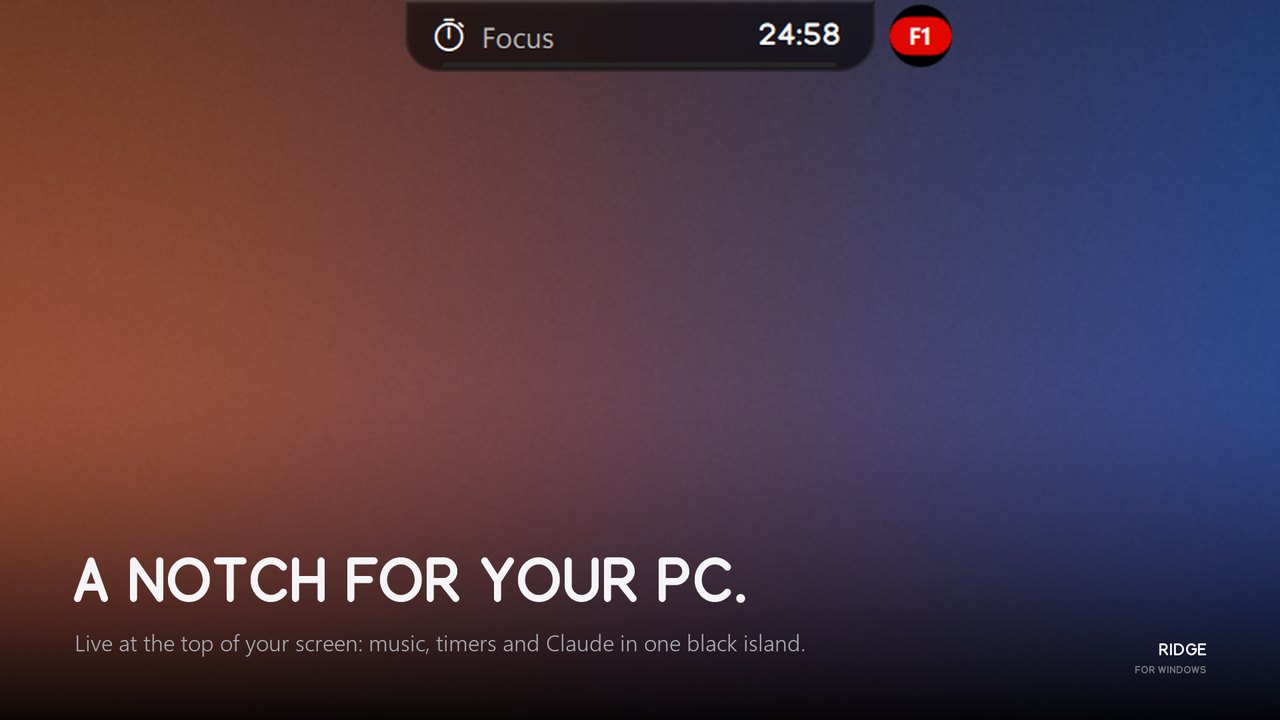 Focus
24:58
F1
A NOTCH FOR YOUR PC.
Live at the top of your screen: music, timers and Claude in one black island.
RIDGE
FOR WINDOWS